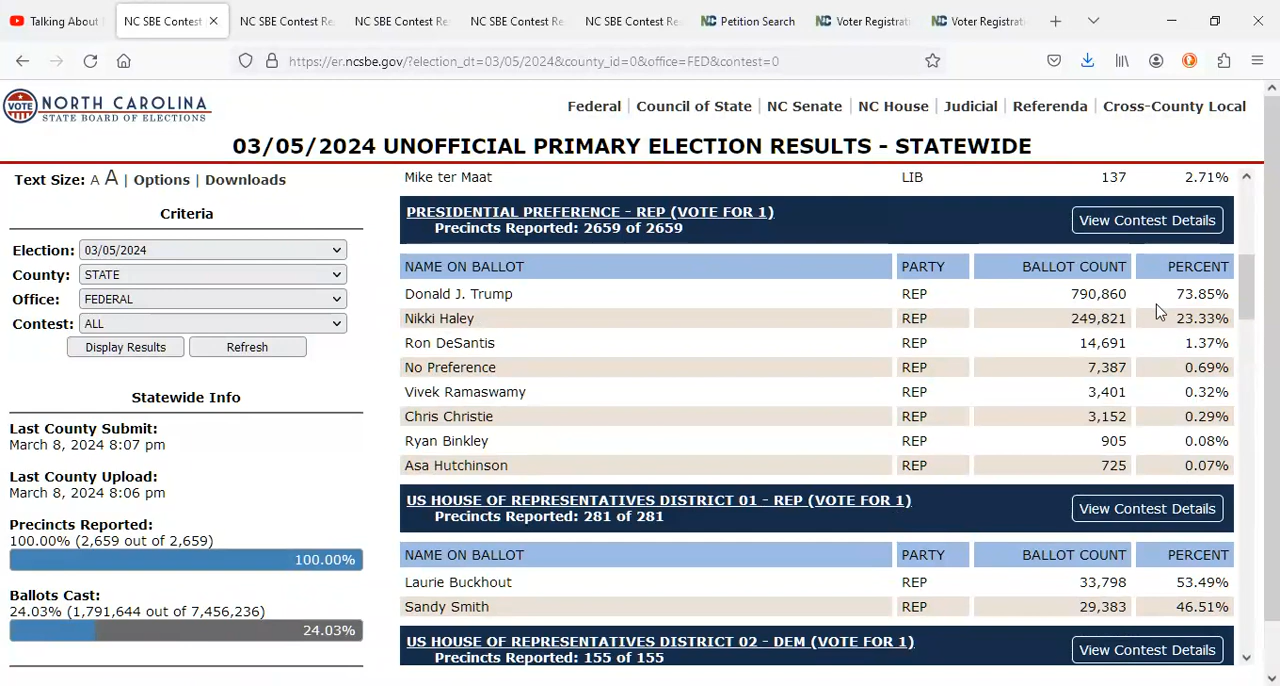 Talking About
NC SBE Contest
NC SBE Contest Re
NC SBE Contest Re
NC SBE Contest Re
NC SBE Contest Re
NC Petition Search
NC Voter Registrat
NC Voter Registrat
https://er.ncsbe.gov/?election_dt=03/05/2024&county_id=0&office=FED&contest=0
VOTE NORTH CAROLINA
STATE BOARD OF ELECTIONS
Federal | Council of State | NC Senate | NC House | Judicial | Referenda | Cross-County Local
03/05/2024 UNOFFICIAL PRIMARY ELECTION RESULTS - STATEWIDE
Text Size: A A | Options | Downloads
Criteria
Election: 03/05/2024
County: STATE
Office: FEDERAL
Contest: ALL
Display Results Refresh
Statewide Info
Last County Submit:
March 8, 2024 8:07 pm
Last County Upload:
March 8, 2024 8:06 pm
Precincts Reported:
100.00% (2,659 out of 2,659)
100.00%
Ballots Cast:
24.03% (1,791,644 out of 7,456,236)
24.03%
Mike ter Maat LIB 137 2.71%
PRESIDENTIAL PREFERENCE - REP (VOTE FOR 1)
Precincts Reported: 2659 of 2659
View Contest Details
NAME ON BALLOT PARTY BALLOT COUNT PERCENT
Donald J. Trump REP 790,860 73.85%
Nikki Haley REP 249,821 23.33%
Ron DeSantis REP 14,691 1.37%
No Preference REP 7,387 0.69%
Vivek Ramaswamy REP 3,401 0.32%
Chris Christie REP 3,152 0.29%
Ryan Binkley REP 905 0.08%
Asa Hutchinson REP 725 0.07%
US HOUSE OF REPRESENTATIVES DISTRICT 01 - REP (VOTE FOR 1)
Precincts Reported: 281 of 281
View Contest Details
NAME ON BALLOT PARTY BALLOT COUNT PERCENT
Laurie Buckhout REP 33,798 53.49%
Sandy Smith REP 29,383 46.51%
US HOUSE OF REPRESENTATIVES DISTRICT 02 - DEM (VOTE FOR 1)
Precincts Reported: 155 of 155
View Contest Details